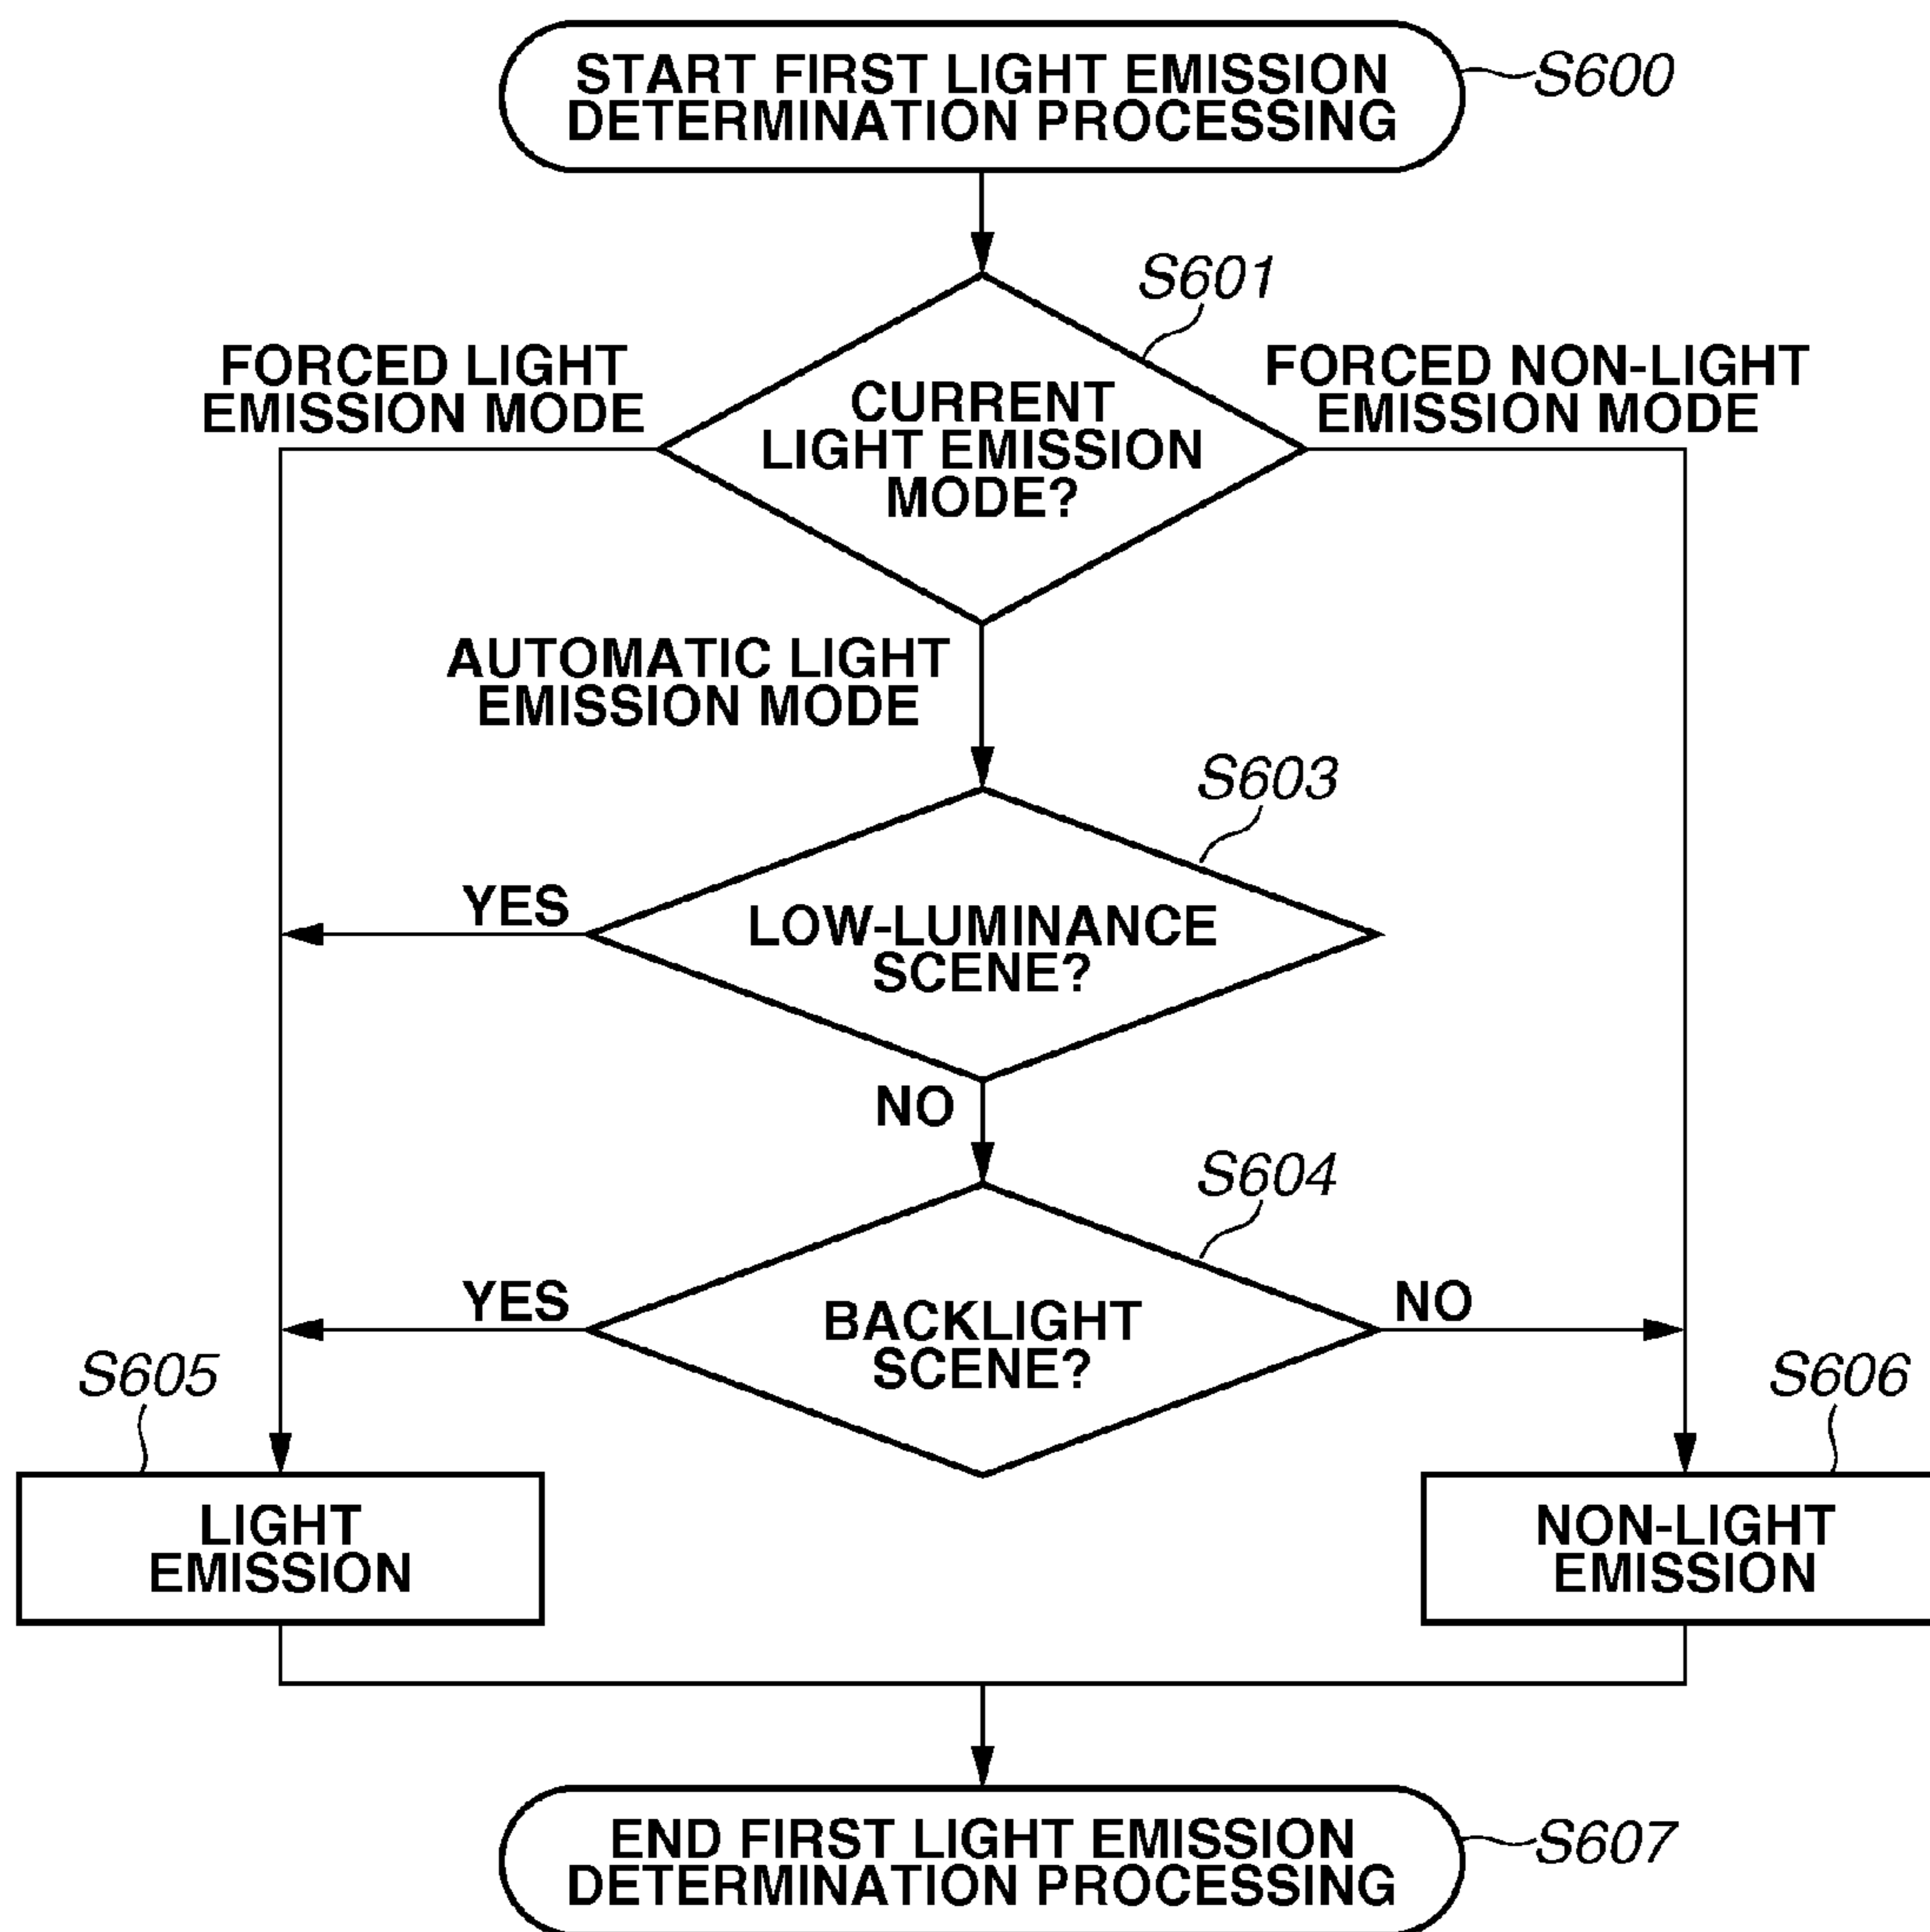 START FIRST LIGHT EMISSION
DETERMINATION PROCESSING
S600
S601
FORCED LIGHT
EMISSION MODE
CURRENT
LIGHT EMISSION
MODE?
FORCED NON-LIGHT
EMISSION MODE
AUTOMATIC LIGHT
EMISSION MODE
S603
YES
LOW-LUMINANCE
SCENE?
NO
S604
YES
BACKLIGHT
SCENE?
NO
S605
S606
LIGHT
EMISSION
NON-LIGHT
EMISSION
END FIRST LIGHT EMISSION
DETERMINATION PROCESSING
S607